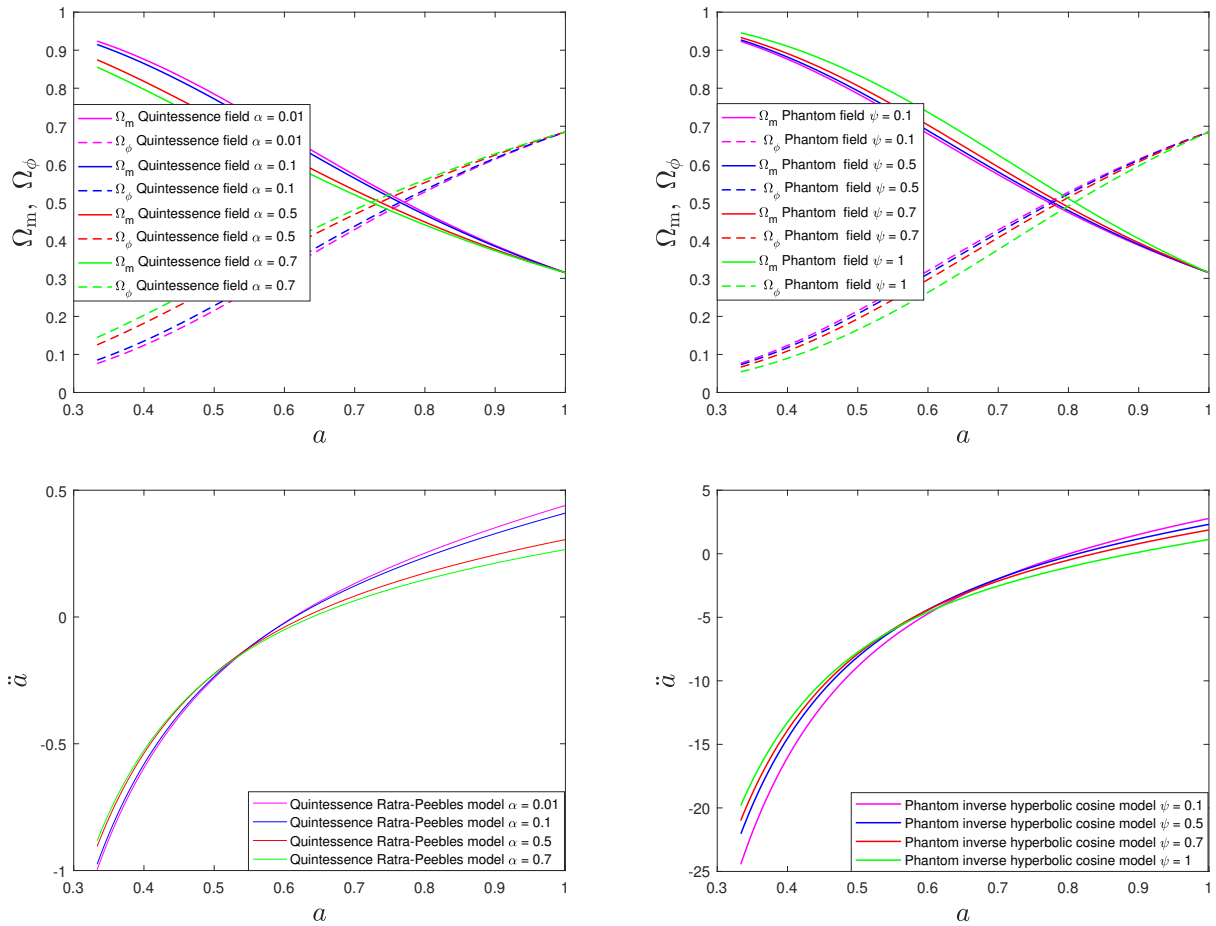 1
0.9
0.8
0.7
0.6
0.5
0.4
0.3
0.2
0.1
0
Ωm, Ωϕ
Ωm Quintessence field α = 0.01
Ωϕ Quintessence field α = 0.01
Ωm Quintessence field α = 0.1
Ωϕ Quintessence field α = 0.1
Ωm Quintessence field α = 0.5
Ωϕ Quintessence field α = 0.5
Ωm Quintessence field α = 0.7
Ωϕ Quintessence field α = 0.7
0.3 0.4 0.5 0.6 0.7 0.8 0.9 1
a
1
0.9
0.8
0.7
0.6
0.5
0.4
0.3
0.2
0.1
0
Ωm, Ωϕ
Ωm Phantom field ψ = 0.1
Ωϕ Phantom field ψ = 0.1
Ωm Phantom field ψ = 0.5
Ωϕ Phantom field ψ = 0.5
Ωm Phantom field ψ = 0.7
Ωϕ Phantom field ψ = 0.7
Ωm Phantom field ψ = 1
Ωϕ Phantom field ψ = 1
0.3 0.4 0.5 0.6 0.7 0.8 0.9 1
a
0.5
0
-0.5
-1
ä
Quintessence Ratra-Peebles model α = 0.01
Quintessence Ratra-Peebles model α = 0.1
Quintessence Ratra-Peebles model α = 0.5
Quintessence Ratra-Peebles model α = 0.7
0.3 0.4 0.5 0.6 0.7 0.8 0.9 1
a
5
0
-5
-10
-15
-20
-25
ä
Phantom inverse hyperbolic cosine model ψ = 0.1
Phantom inverse hyperbolic cosine model ψ = 0.5
Phantom inverse hyperbolic cosine model ψ = 0.7
Phantom inverse hyperbolic cosine model ψ = 1
0.3 0.4 0.5 0.6 0.7 0.8 0.9 1
a